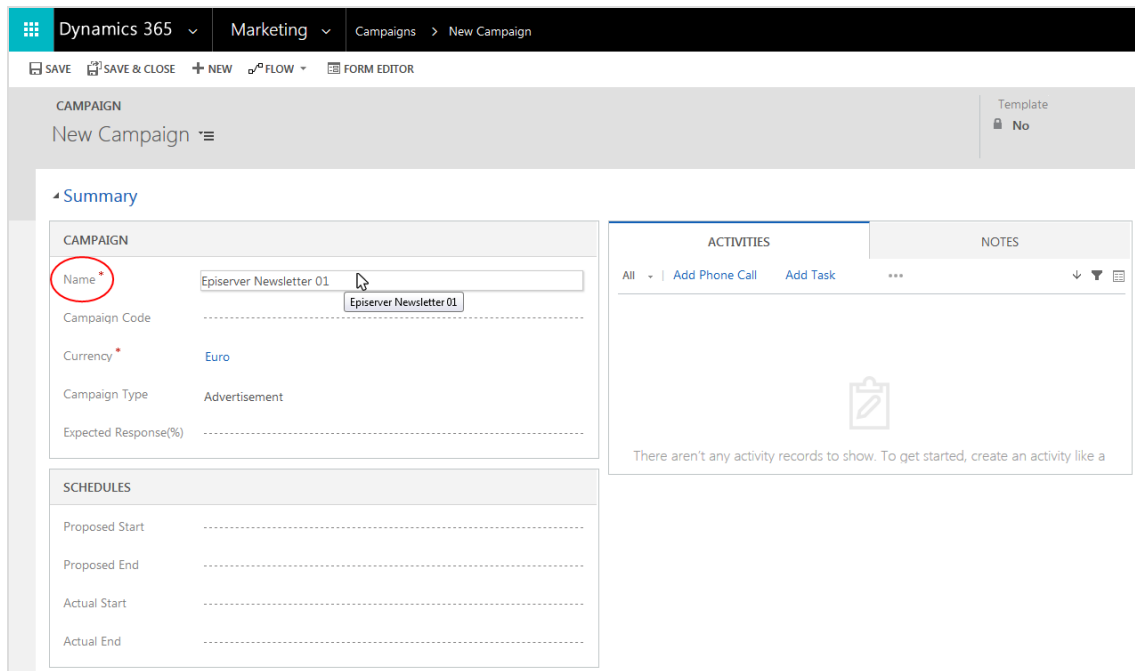 Dynamics 365 Marketing Campaigns > New Campaign
SAVE SAVE & CLOSE NEW FLOW FORM EDITOR
CAMPAIGN
New Campaign
Template
No
Summary
CAMPAIGN
Name *
Episerver Newsletter 01
Episerver Newsletter 01
Campaign Code
Currency *
Euro
Campaign Type
Advertisement
Expected Response(%)
ACTIVITIES
NOTES
All | Add Phone Call Add Task ...
There aren't any activity records to show. To get started, create an activity like a
SCHEDULES
Proposed Start
Proposed End
Actual Start
Actual End